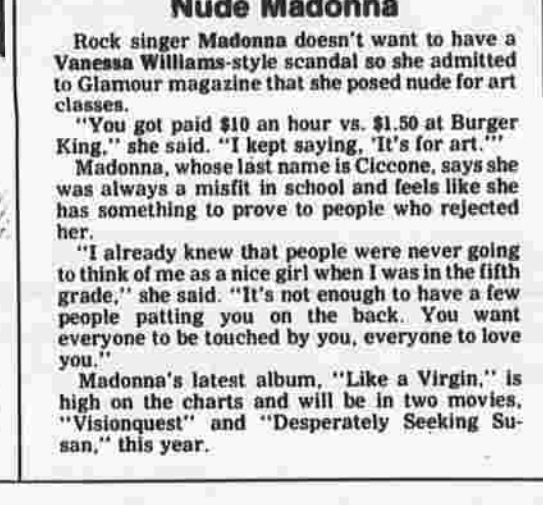 Nude Madonna
Rock singer Madonna doesn't want to have a
Vanessa Williams-style scandal so she admitted
to Glamour magazine that she posed nude for art
classes.
"You got paid $10 an hour vs. $1.50 at Burger
King," she said. "I kept saying, 'It's for art.'"
Madonna, whose last name is Ciccone, says she
was always a misfit in school and feels like she
has something to prove to people who rejected
her.
"I already knew that people were never going
to think of me as a nice girl when I was in the fifth
grade," she said. "It's not enough to have a few
people patting you on the back. You want
everyone to be touched by you, everyone to love
you."
Madonna's latest album, "Like a Virgin," is
high on the charts and will be in two movies,
"Visionquest" and "Desperately Seeking Su-
san," this year.